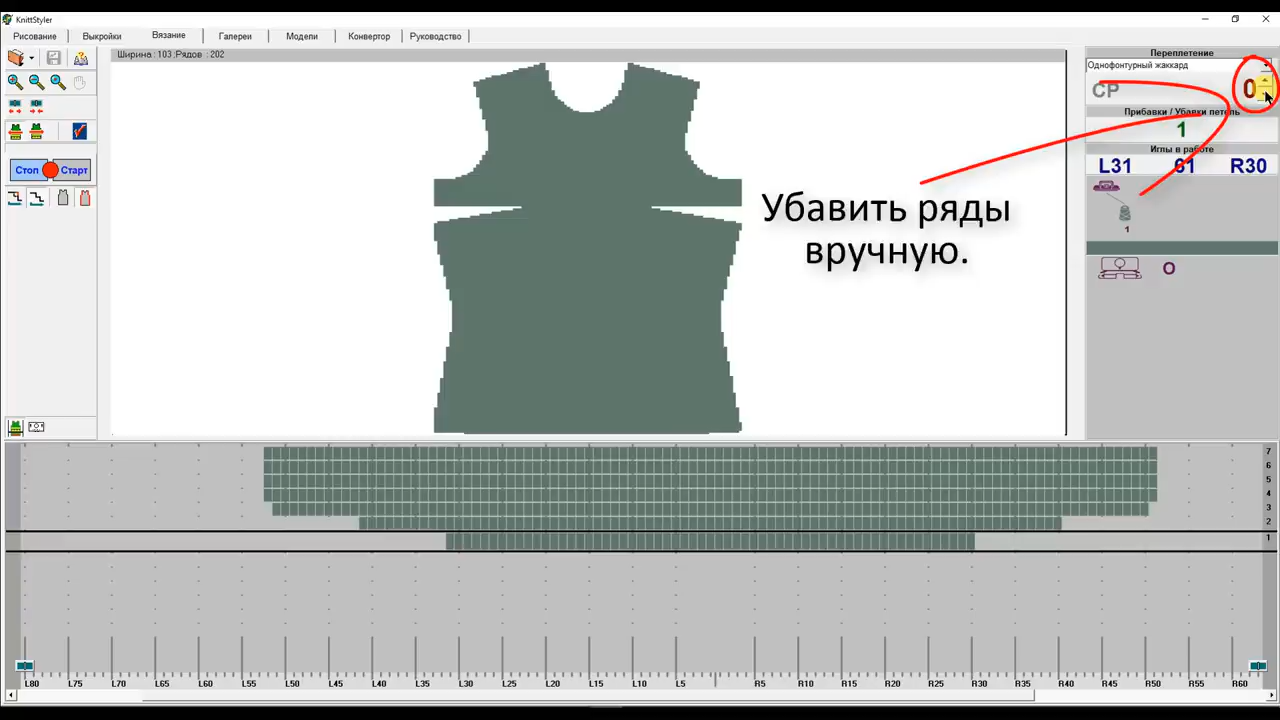 KnittStyler
Рисование Выкройки Вязание Галереи Модели Конвертор Руководство
Ширина : 103 ;Рядов : 202
Переплетение
Однофонтурный жаккард
СР 0
Прибавки / Убавки петель
1
Иглы в работе
L31 61 R30
1
O
Стоп Старт
Убавить ряды
вручную.
7
6
5
4
3
2
1
L80 L75 L70 L65 L60 L55 L50 L45 L40 L35 L30 L25 L20 L15 L10 L5 R5 R10 R15 R20 R25 R30 R35 R40 R45 R50 R55 R60